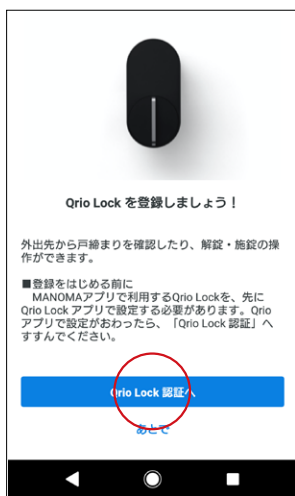 Qrio Lock を登録しましょう！
外出先から戸締まりを確認したり、解錠・施錠の操
作ができます。
■登録をはじめる前に
MANOMAアプリで利用するQrio Lockを、先に
Qrio Lock アプリで設定する必要があります。Qrio
アプリで設定がおわったら、「Qrio Lock 認証」へ
すすんでください。
Qrio Lock 認証へ
あとで